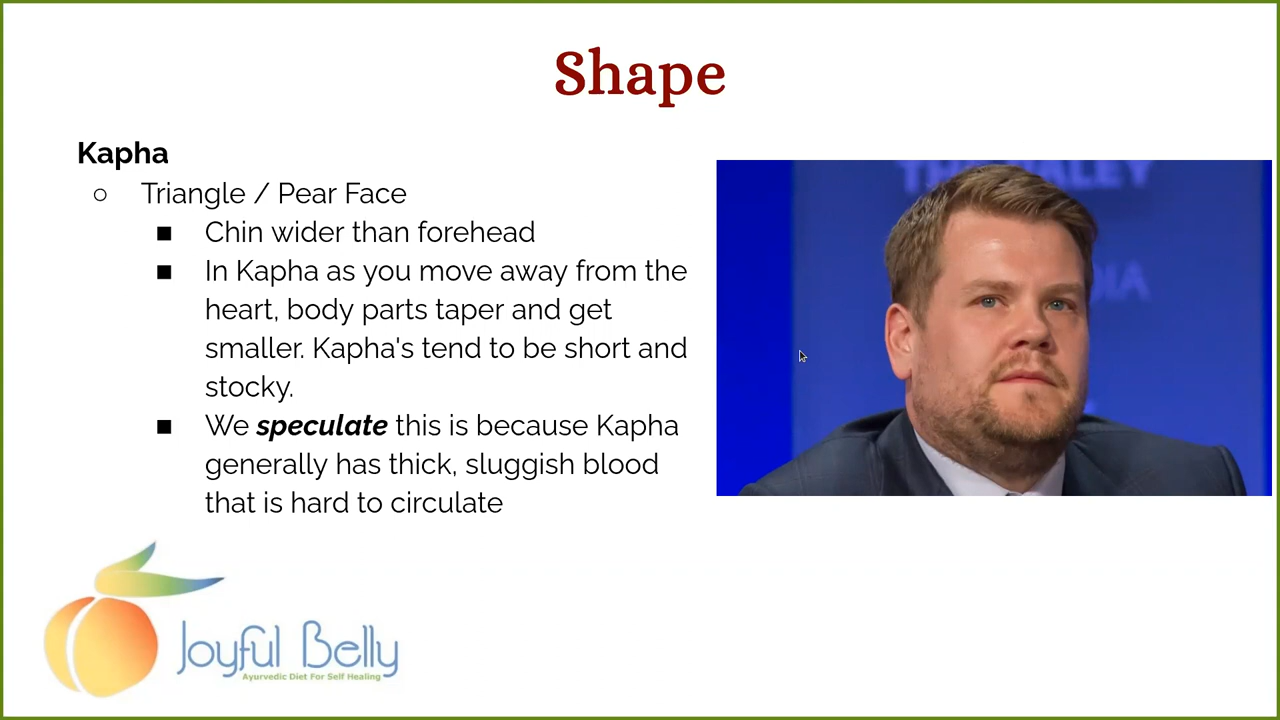 Shape
Kapha
○ Triangle / Pear Face
■ Chin wider than forehead
■ In Kapha as you move away from the
heart, body parts taper and get
smaller. Kapha's tend to be short and
stocky.
■ We speculate this is because Kapha
generally has thick, sluggish blood
that is hard to circulate
Joyful Belly
Ayurvedic Diet For Self Healing